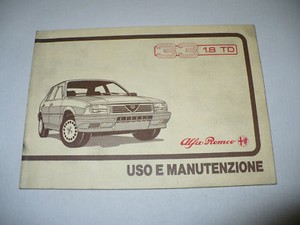 33 1.8 TD
Alfa Romeo
USO E MANUTENZIONE